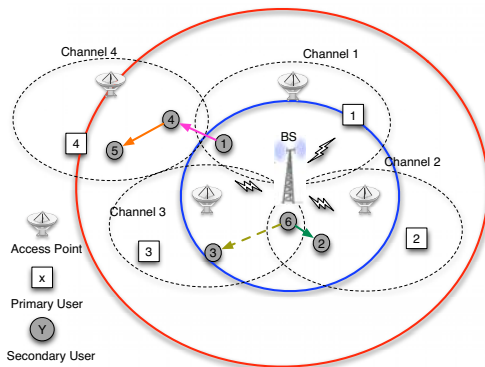 Channel 4
Channel 1
4
1
4
1
5
BS
Channel 2
Channel 3
6
3
3
2
2
Access Point
x
Primary User
Y
Secondary User